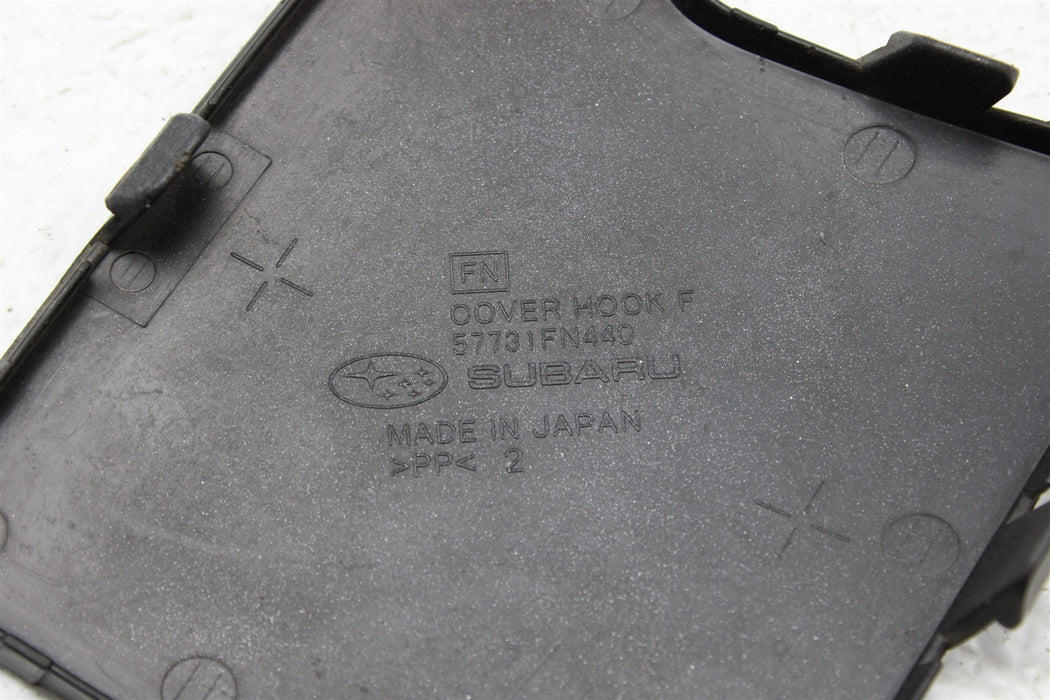 FN
COVER HOOK F
57731FN440
SUBARU
MADE IN JAPAN
>PP< 2